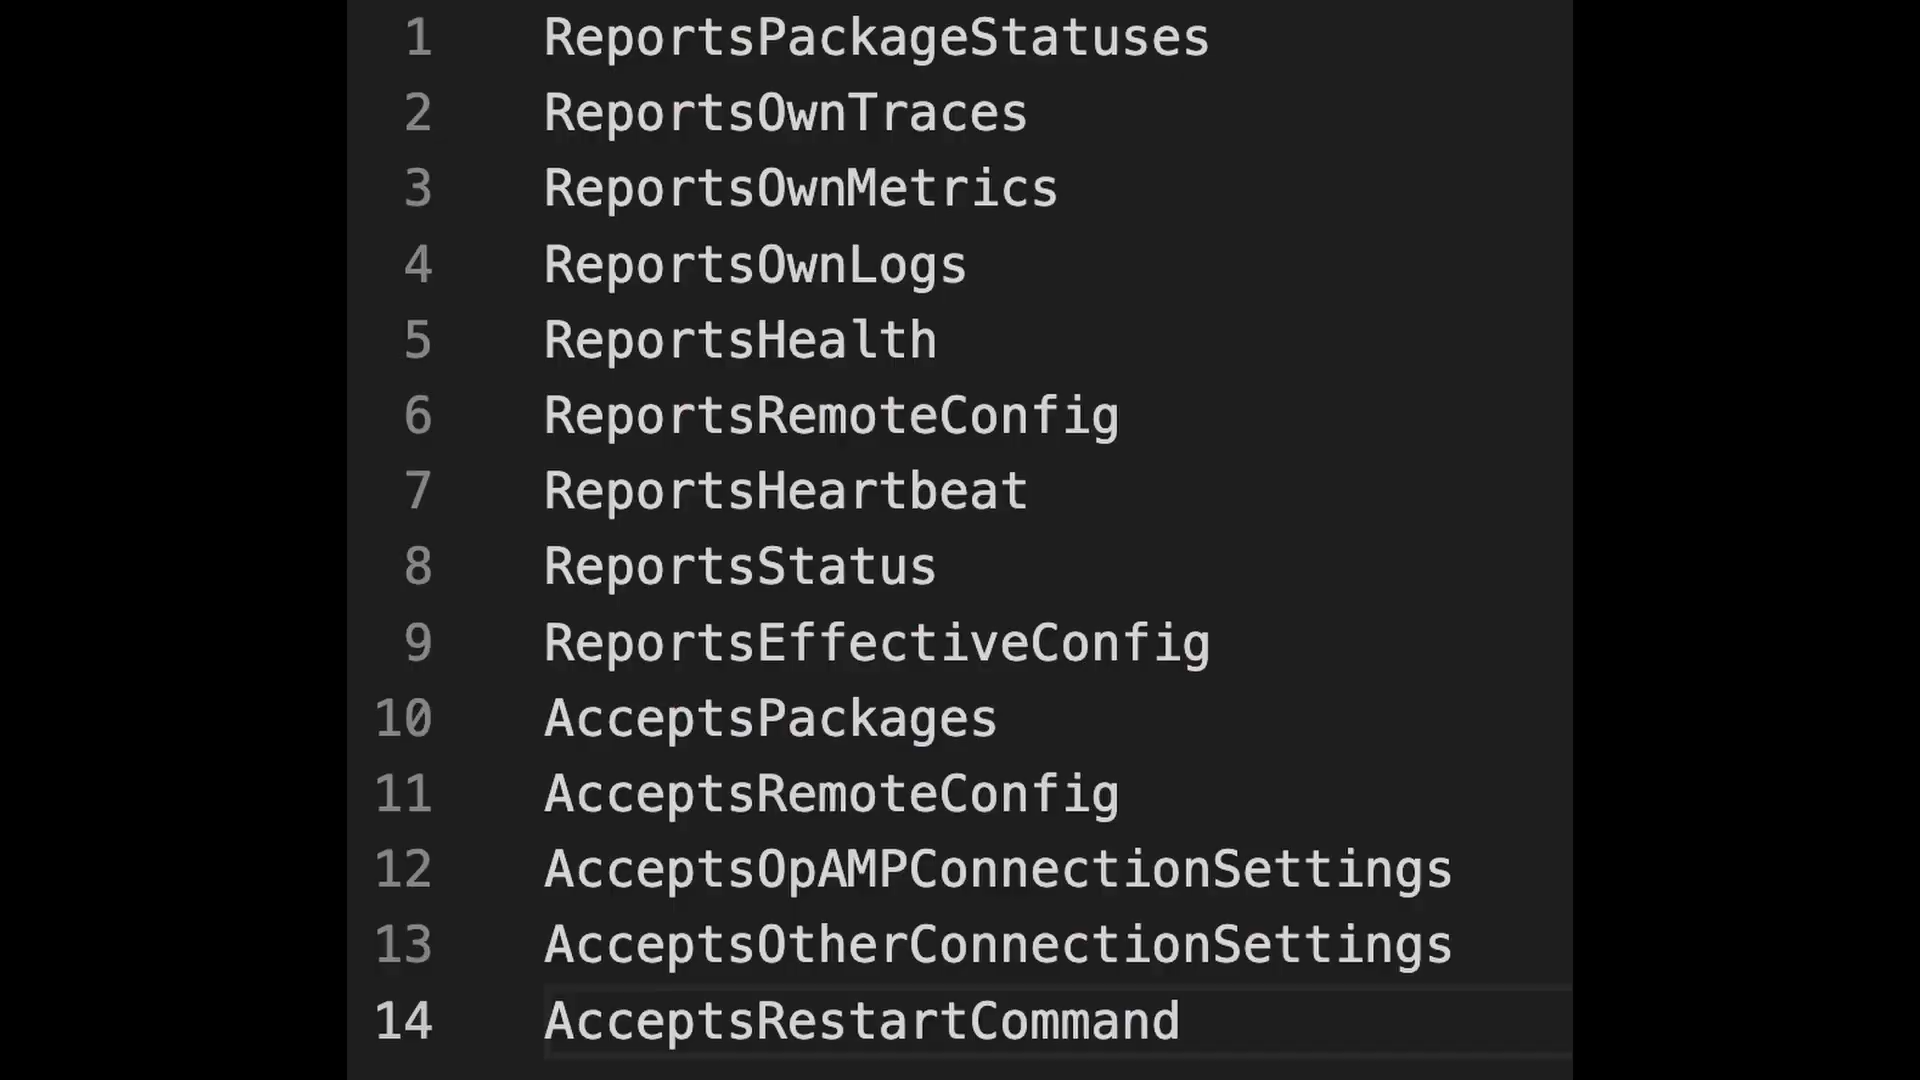 1 ReportsPackageStatuses
2 ReportsOwnTraces
3 ReportsOwnMetrics
4 ReportsOwnLogs
5 ReportsHealth
6 ReportsRemoteConfig
7 ReportsHeartbeat
8 ReportsStatus
9 ReportsEffectiveConfig
10 AcceptsPackages
11 AcceptsRemoteConfig
12 AcceptsOpAMPConnectionSettings
13 AcceptsOtherConnectionSettings
14 AcceptsRestartCommand